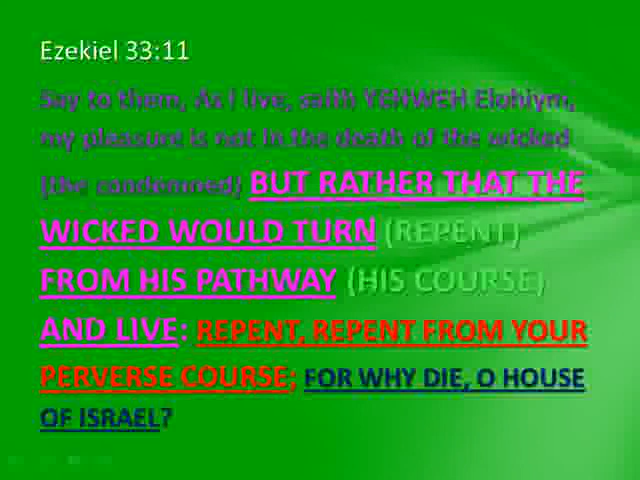 Ezekiel 33:11
Say to them, As I live, saith YEHWEH Elohiym,
my pleasure is not in the death of the wicked
(the condemned) BUT RATHER THAT THE
WICKED WOULD TURN (REPENT)
FROM HIS PATHWAY (HIS COURSE)
AND LIVE: REPENT, REPENT FROM YOUR
PERVERSE COURSE; FOR WHY DIE, O HOUSE
OF ISRAEL?